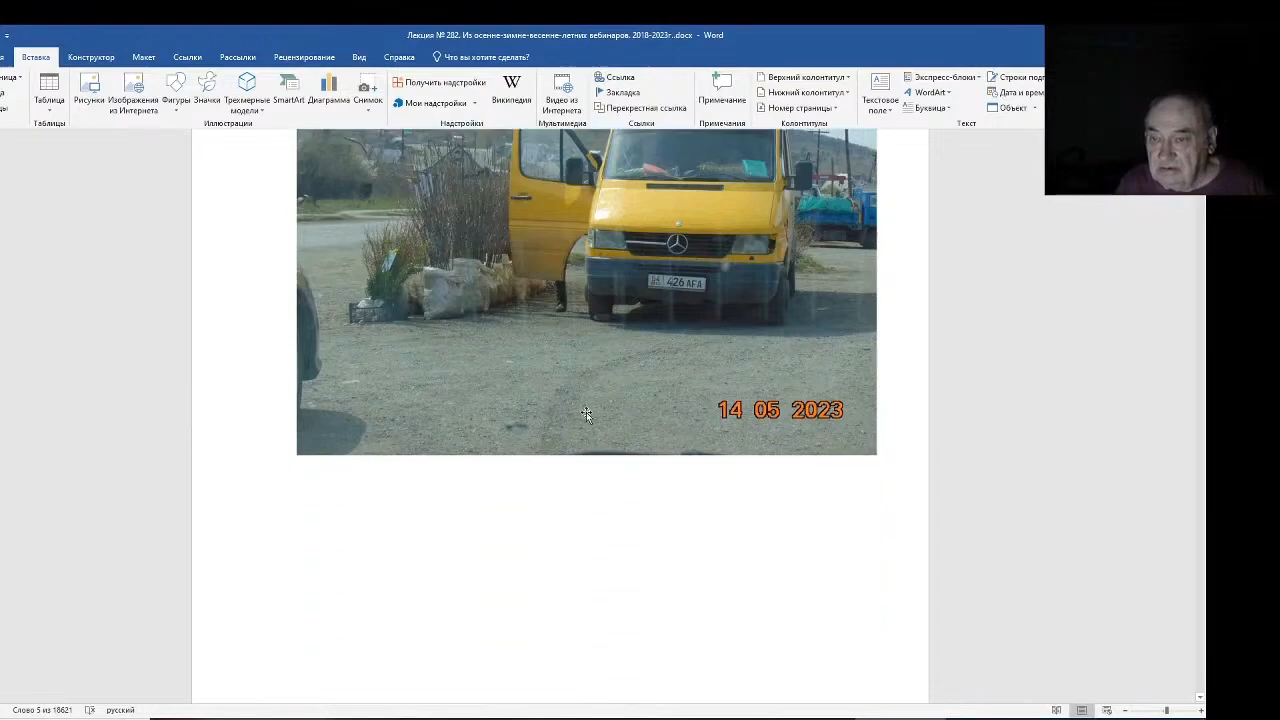 Лекция № 282. Из осенне-зимне-весенне-летних вебинаров. 2018-2023г..docx - Word
Вставка Конструктор Макет Ссылки Рассылки Рецензирование Вид Справка Что вы хотите сделать?
Таблица
Таблицы
Рисунки
Изображения из Интернета
Фигуры
Значки
Трехмерные модели
SmartArt
Диаграмма
Снимок
Иллюстрации
Получить надстройки
Мои надстройки
Википедия
Надстройки
Видео из Интернета
Мультимедиа
Ссылка
Закладка
Перекрестная ссылка
Ссылки
Примечание
Примечания
Верхний колонтитул
Нижний колонтитул
Номер страницы
Колонтитулы
Текстовое поле
Экспресс-блоки
WordArt
Буквица
Строки подп
Дата и врем
Объект
Текст
426 AFA
14 05 2023
Слово 5 из 18621 русский